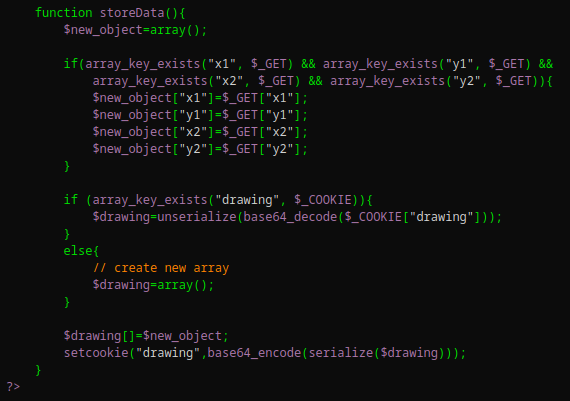 function storeData(){
$new_object=array();
if(array_key_exists("x1", $_GET) && array_key_exists("y1", $_GET) &&
array_key_exists("x2", $_GET) && array_key_exists("y2", $_GET)){
$new_object["x1"]=$_GET["x1"];
$new_object["y1"]=$_GET["y1"];
$new_object["x2"]=$_GET["x2"];
$new_object["y2"]=$_GET["y2"];
}
if (array_key_exists("drawing", $_COOKIE)){
$drawing=unserialize(base64_decode($_COOKIE["drawing"]));
}
else{
// create new array
$drawing=array();
}
$drawing[]=$new_object;
setcookie("drawing",base64_encode(serialize($drawing)));
}
?>